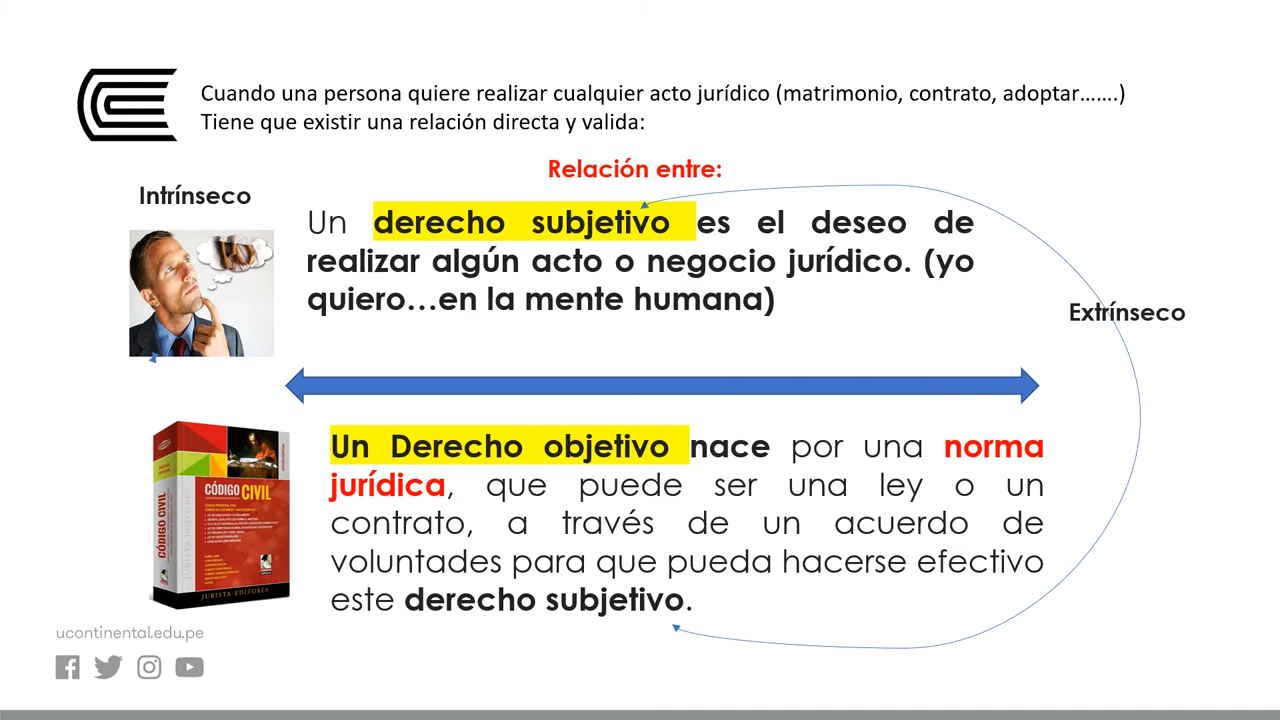 Cuando una persona quiere realizar cualquier acto jurídico (matrimonio, contrato, adoptar…….)
Tiene que existir una relación directa y valida:
Relación entre:
Intrínseco
Un derecho subjetivo es el deseo de
realizar algún acto o negocio jurídico. (yo
quiero…en la mente humana)
Extrínseco
Un Derecho objetivo nace por una norma
jurídica, que puede ser una ley o un
contrato, a través de un acuerdo de
voluntades para que pueda hacerse efectivo
este derecho subjetivo.
CÓDIGO CIVIL
CÓDIGO CIVIL
JURISTA EDITORES
ucontinental.edu.pe